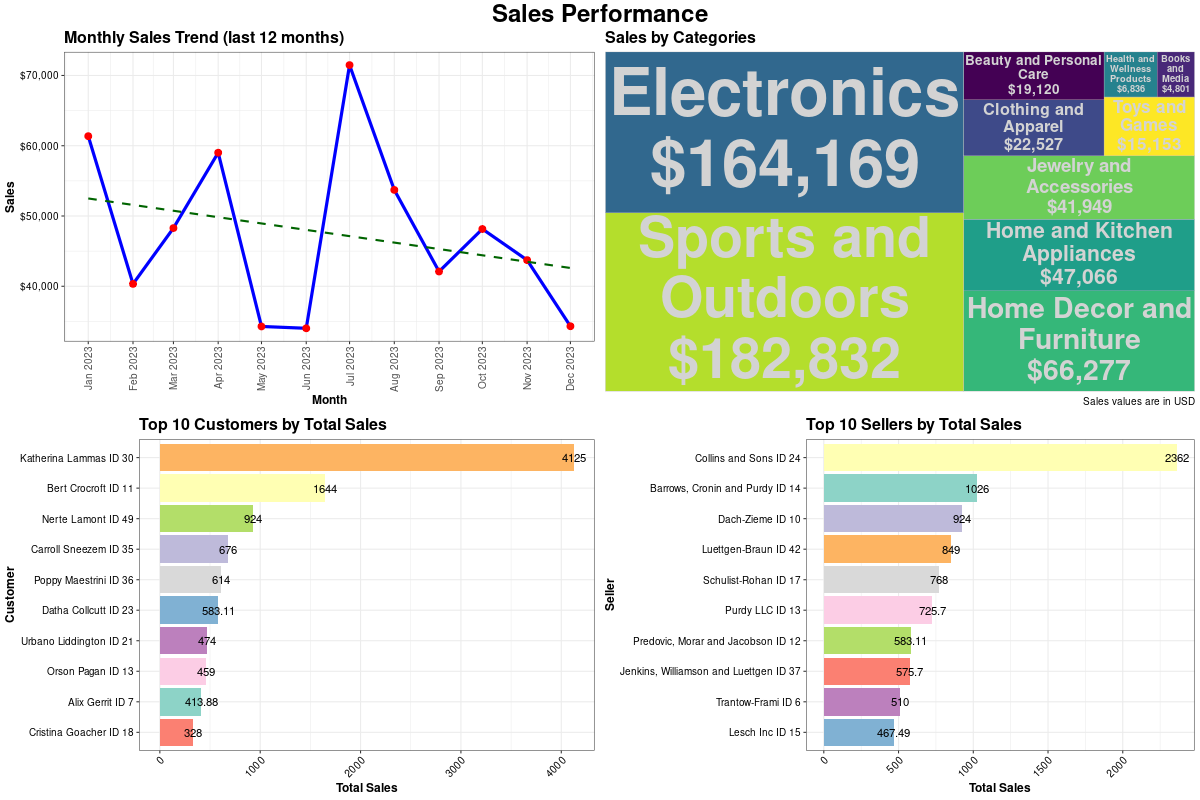 Sales Performance
Monthly Sales Trend (last 12 months)
Sales
$70,000
$60,000
$50,000
$40,000
Jan 2023
Feb 2023
Mar 2023
Apr 2023
May 2023
Jun 2023
Jul 2023
Aug 2023
Sep 2023
Oct 2023
Nov 2023
Dec 2023
Month
Sales by Categories
Electronics
$164,169
Sports and
Outdoors
$182,832
Beauty and Personal
Care
$19,120
Health and
Wellness
Products
$6,836
Books
and
Media
$4,801
Clothing and
Apparel
$22,527
Toys and
Games
$15,153
Jewelry and
Accessories
$41,949
Home and Kitchen
Appliances
$47,066
Home Decor and
Furniture
$66,277
Sales values are in USD
Top 10 Customers by Total Sales
Customer
Katherina Lammas ID 30 4125
Bert Crocroft ID 11 1644
Nerte Lamont ID 49 924
Carroll Sneezem ID 35 676
Poppy Maestrini ID 36 614
Datha Collcutt ID 23 583.11
Urbano Liddington ID 21 474
Orson Pagan ID 13 459
Alix Gerrit ID 7 413.88
Cristina Goacher ID 18 328
0 1000 2000 3000 4000
Total Sales
Top 10 Sellers by Total Sales
Seller
Collins and Sons ID 24 2362
Barrows, Cronin and Purdy ID 14 1026
Dach-Zieme ID 10 924
Luettgen-Braun ID 42 849
Schulist-Rohan ID 17 768
Purdy LLC ID 13 725.7
Predovic, Morar and Jacobson ID 12 583.11
Jenkins, Williamson and Luettgen ID 37 575.7
Trantow-Frami ID 6 510
Lesch Inc ID 15 467.49
0 500 1000 1500 2000
Total Sales